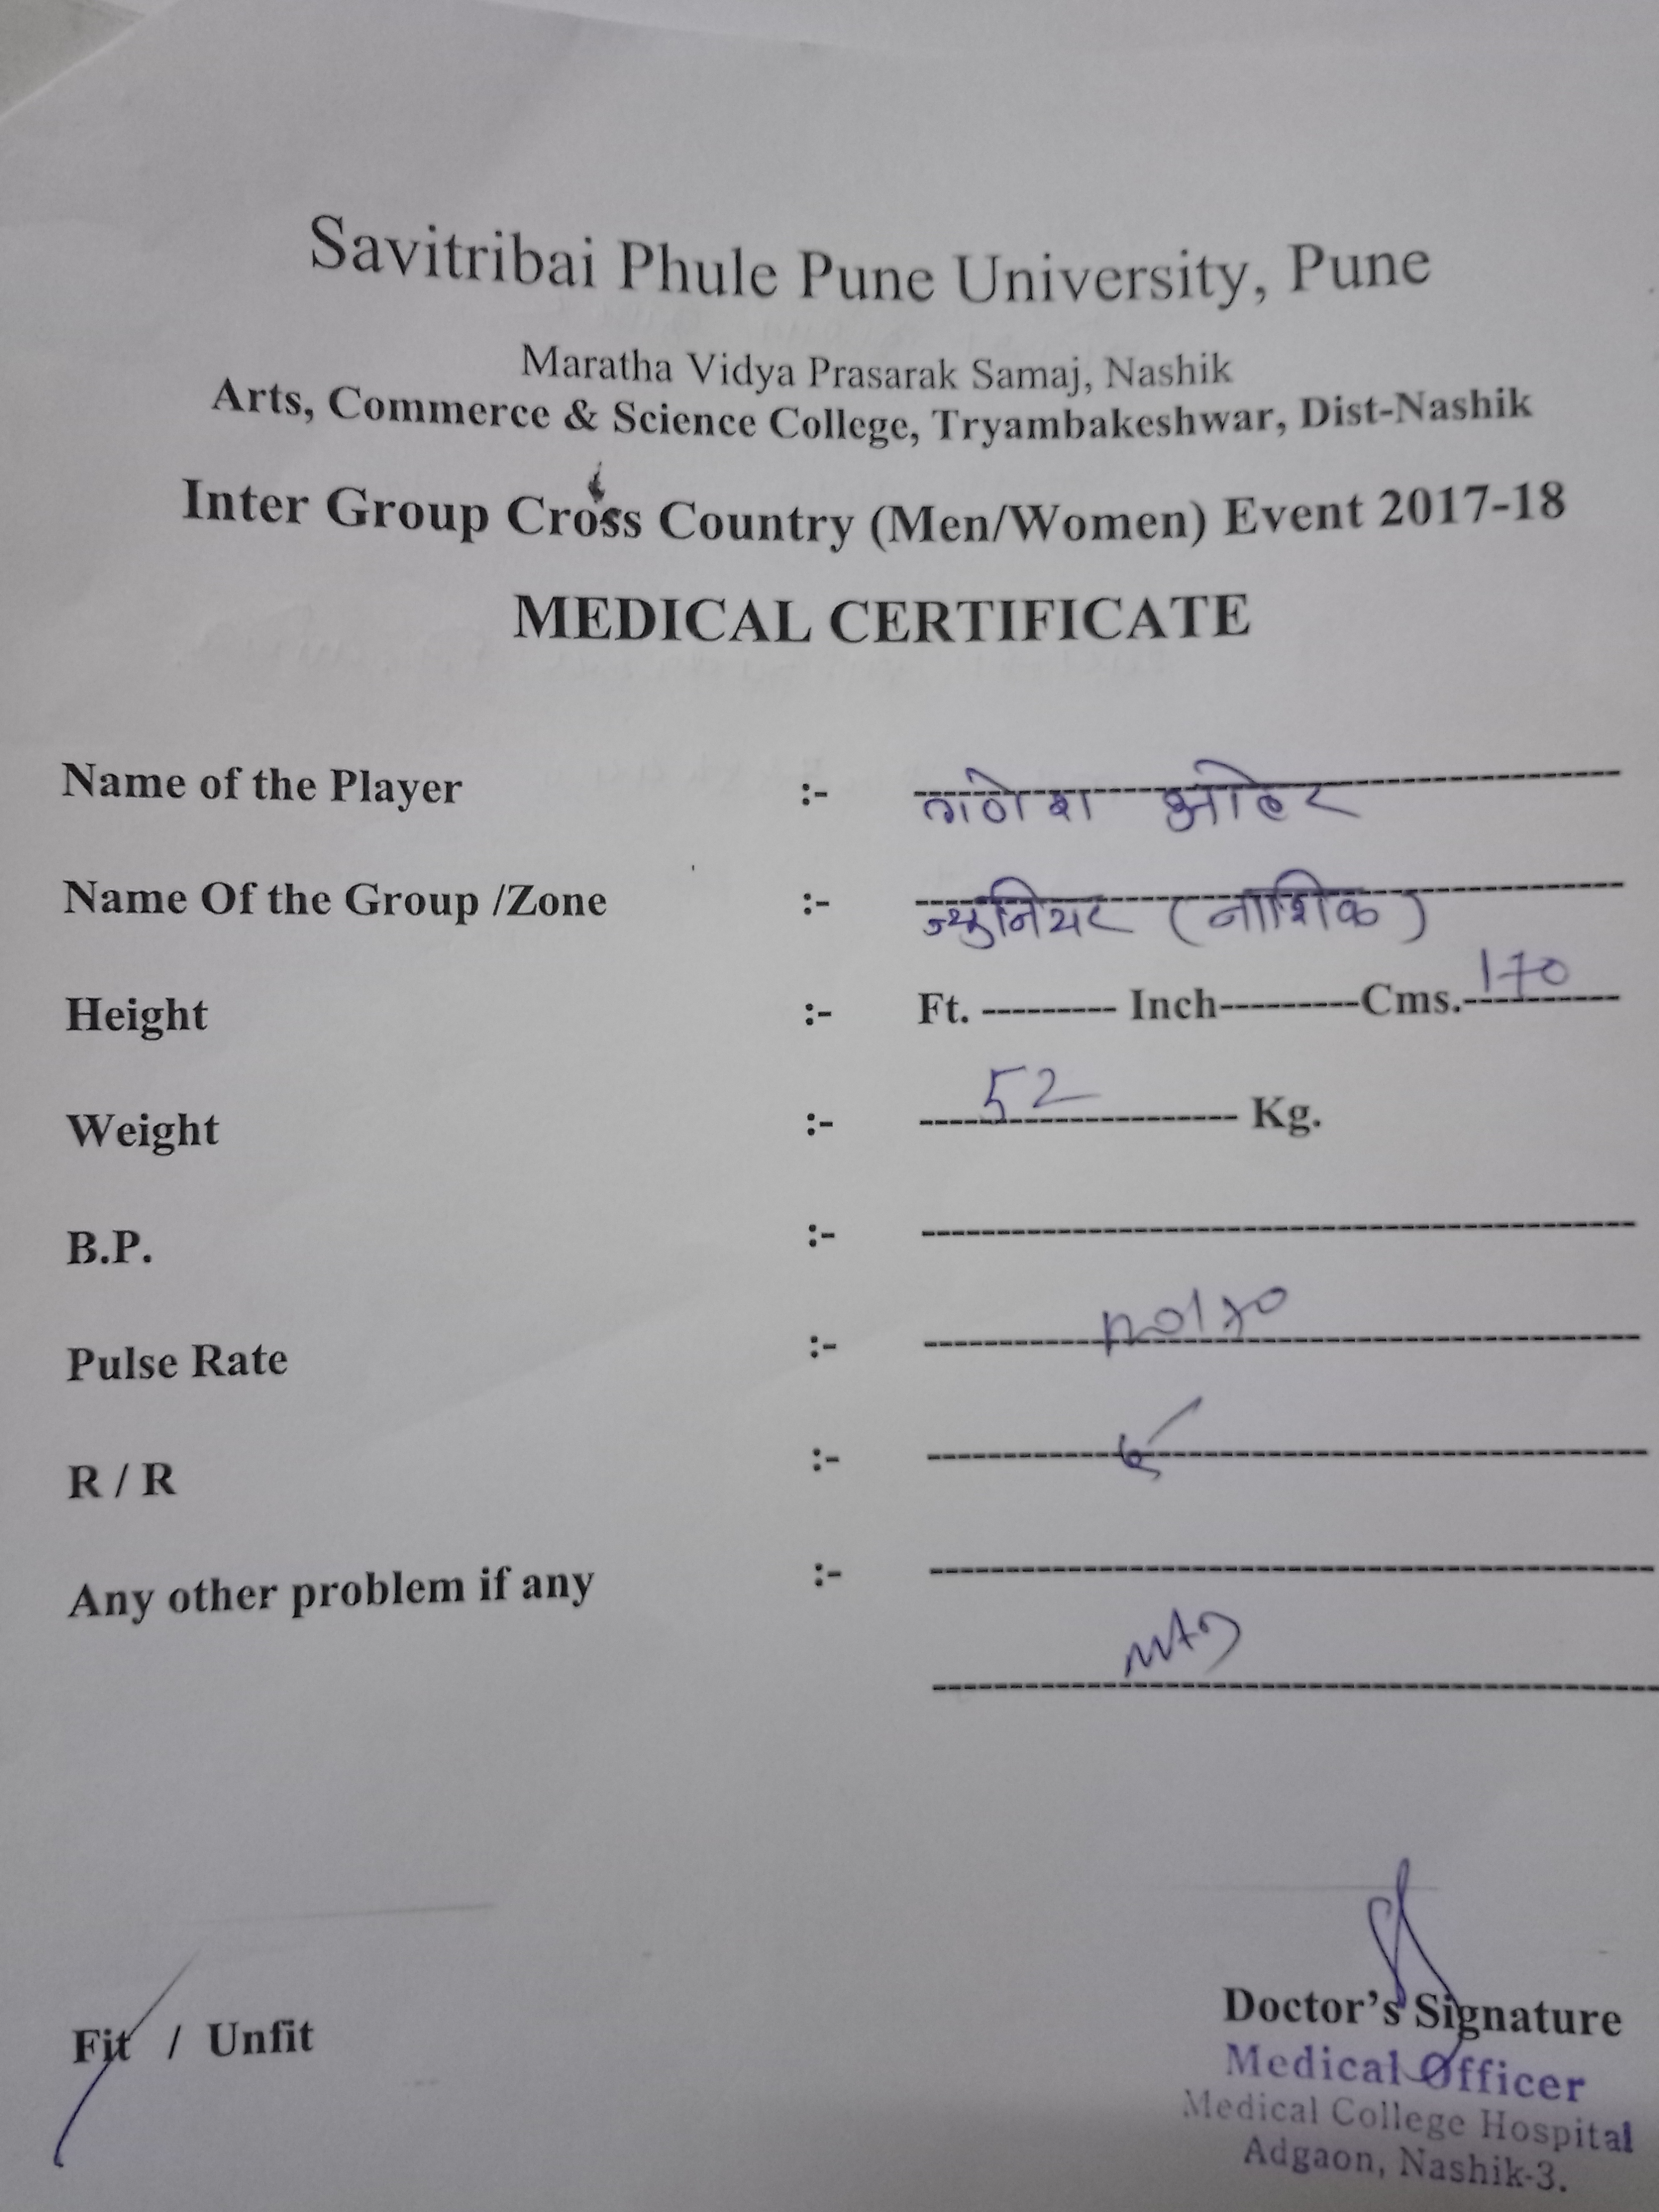 Savitribai Phule Pune University, Pune
Maratha Vidya Prasarak Samaj, Nashik
Arts, Commerce & Science College, Tryambakeshwar, Dist-Nashik
Inter Group Cross Country (Men/Women) Event 2017-18
MEDICAL CERTIFICATE
Name of the Player :- गणेश आहेर
Name Of the Group /Zone :- ज्युनियर (नाशिक)
Height :- Ft. --------- Inch---------Cms. 170
Weight :- 52 Kg.
B.P. :-
Pulse Rate :-
R / R :-
Any other problem if any :-
Fit / Unfit
Doctor's Signature
Medical Officer
Medical College Hospital
Adgaon, Nashik-3.